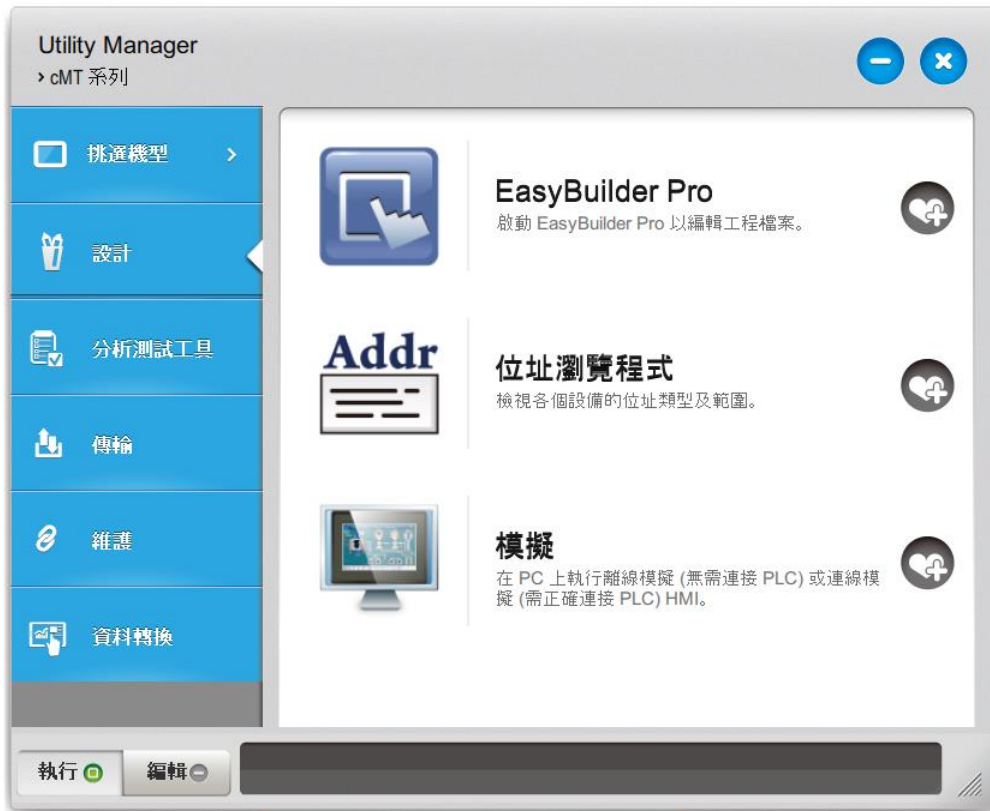 Utility Manager
› cMT 系列
挑選機型 ›
設計
分析測試工具
傳輸
維護
資料轉換
EasyBuilder Pro
啟動 EasyBuilder Pro 以編輯工程檔案。
Addr
位址瀏覽程式
檢視各個設備的位址類型及範圍。
模擬
在 PC 上執行離線模擬 (無需連接 PLC) 或連線模
擬 (需正確連接 PLC) HMI。
執行
編輯